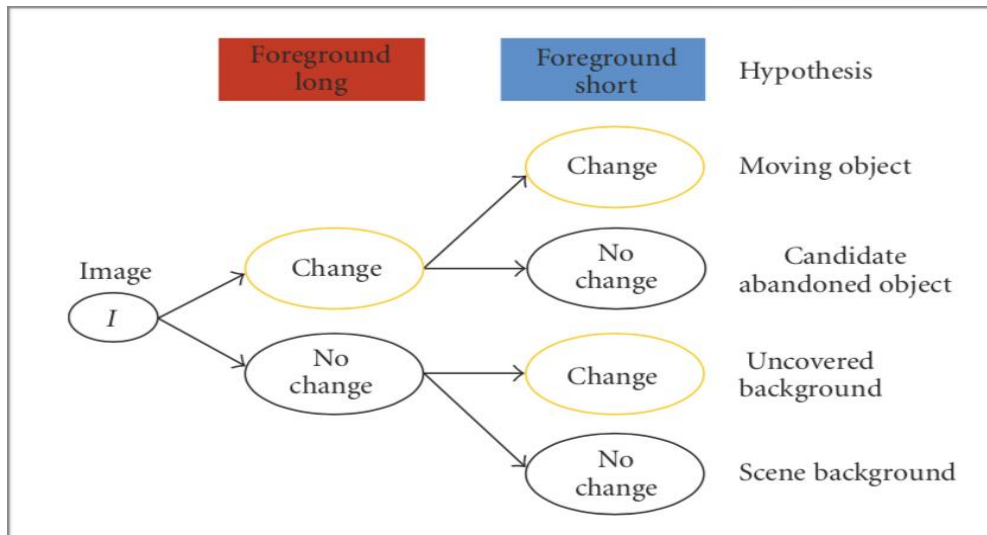 Foreground
long
Foreground
short
Hypothesis
Change
Moving object
Image
I
Change
No
change
Candidate
abandoned object
No
change
Change
Uncovered
background
No
change
Scene background